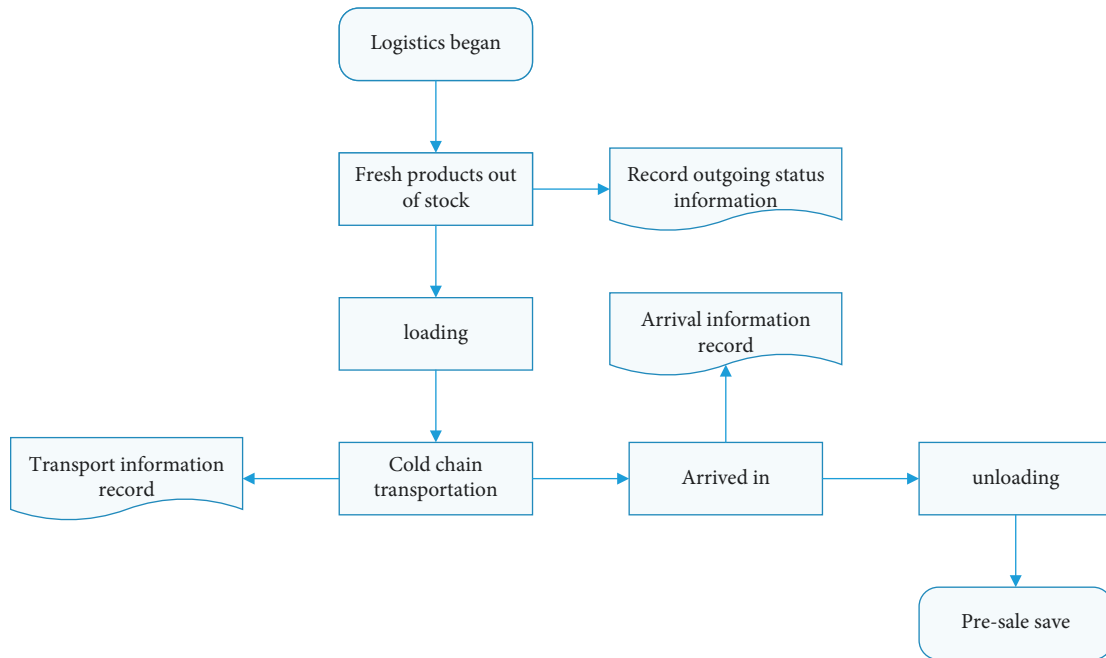 Logistics began
Fresh products out
of stock
Record outgoing status
information
loading
Arrival information
record
Transport information
record
Cold chain
transportation
Arrived in
unloading
Pre-sale save